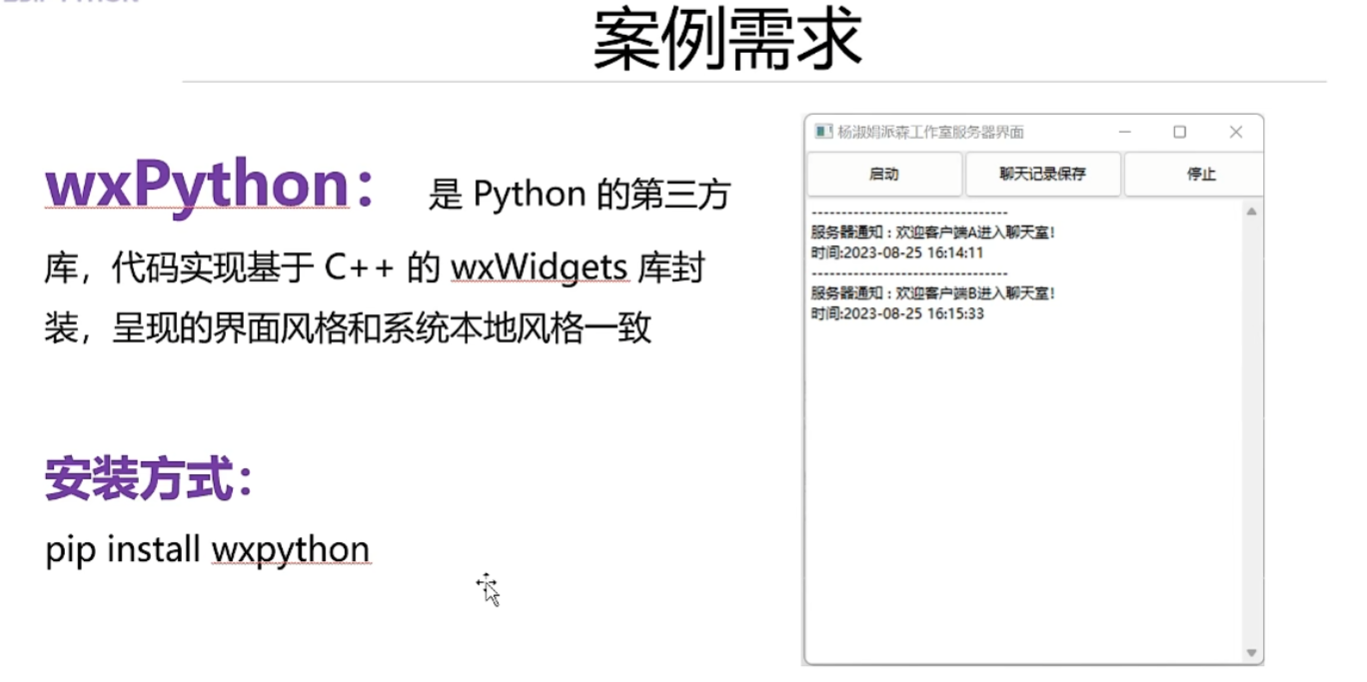 案例需求
wxPython： 是 Python 的第三方
库，代码实现基于 C++ 的 wxWidgets 库封
装，呈现的界面风格和系统本地风格一致
安装方式：
pip install wxpython
杨淑娟派森工作室服务器界面
启动 聊天记录保存 停止
---------------------------------
服务器通知：欢迎客户端A进入聊天室!
时间:2023-08-25 16:14:11
---------------------------------
服务器通知：欢迎客户端B进入聊天室!
时间:2023-08-25 16:15:33